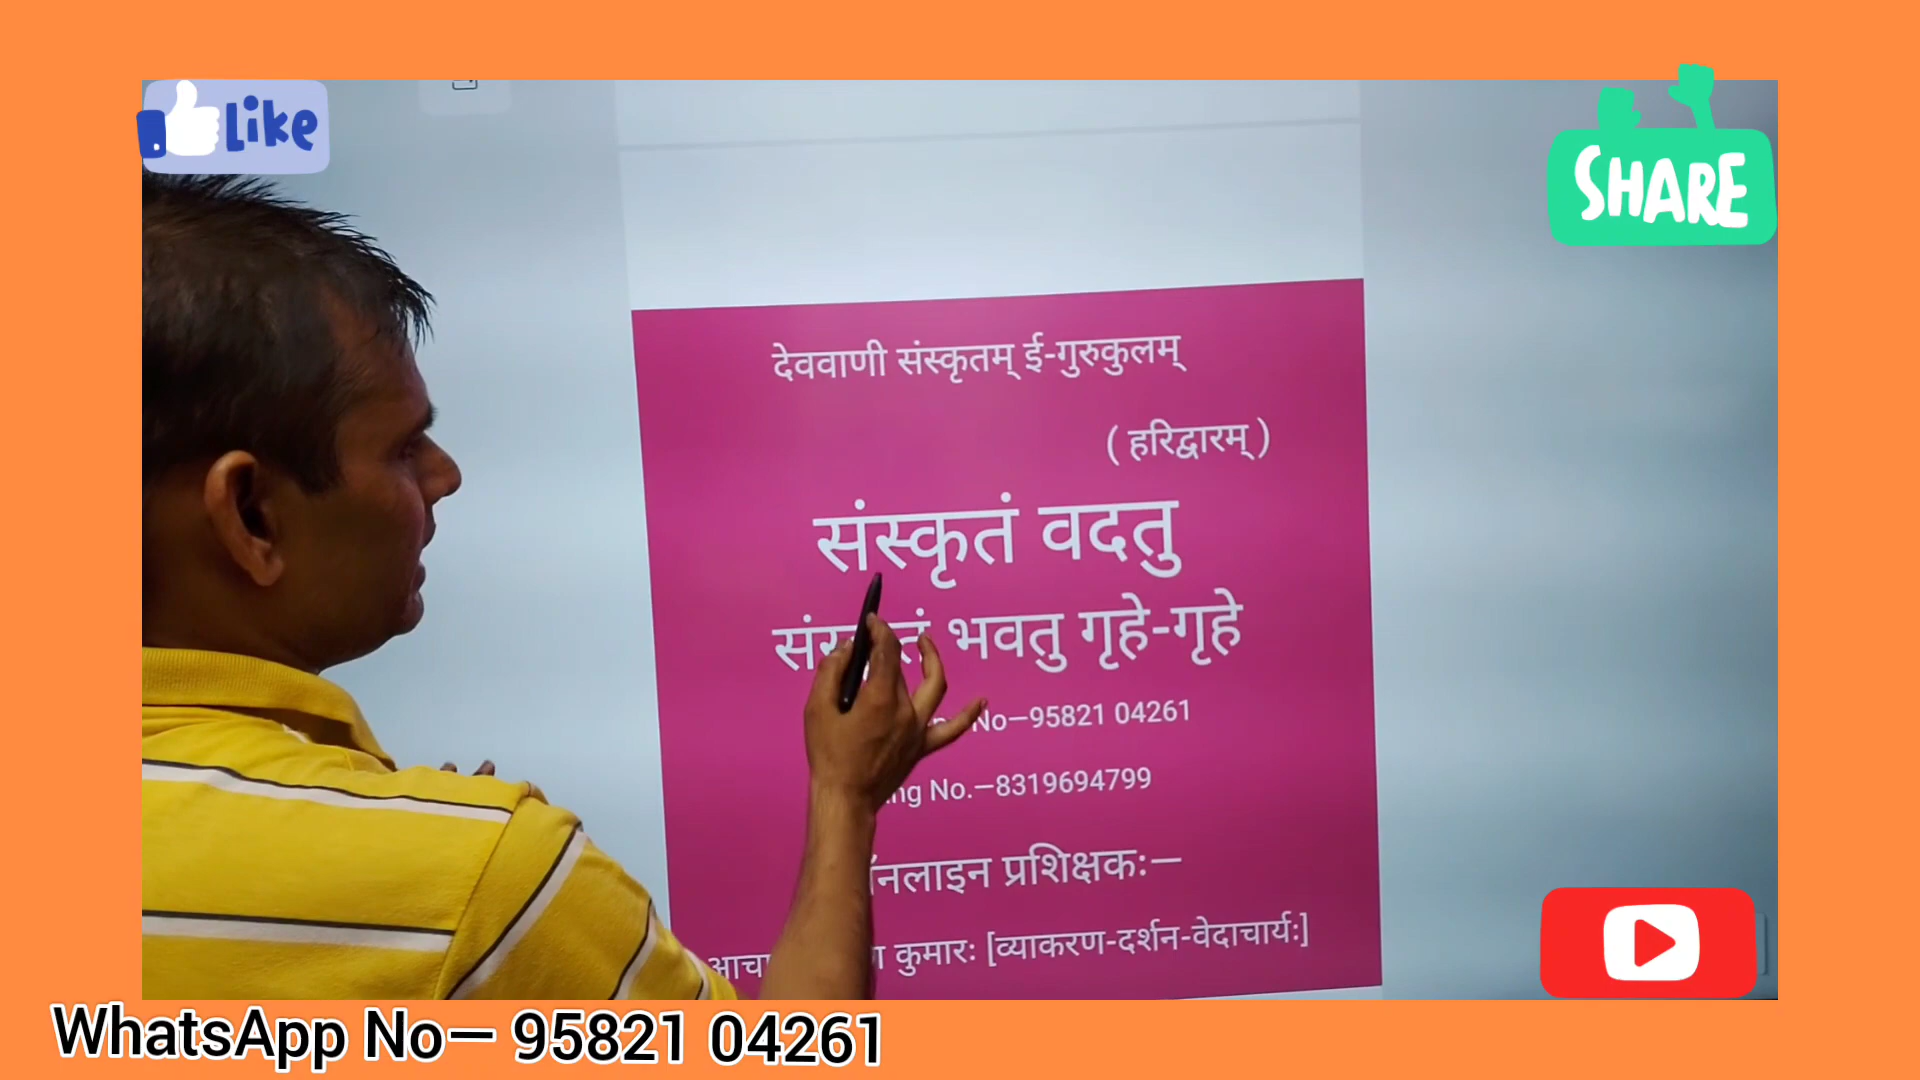 Like
SHARE
देववाणी संस्कृतम् ई-गुरुकुलम्
( हरिद्वारम् )
संस्कृतं वदतु
भवतु गृहे-गृहे
No—95821 04261
No.—8319694799
प्रशिक्षक:—
कुमारः [व्याकरण-दर्शन-वेदाचार्यः]
WhatsApp No— 95821 04261